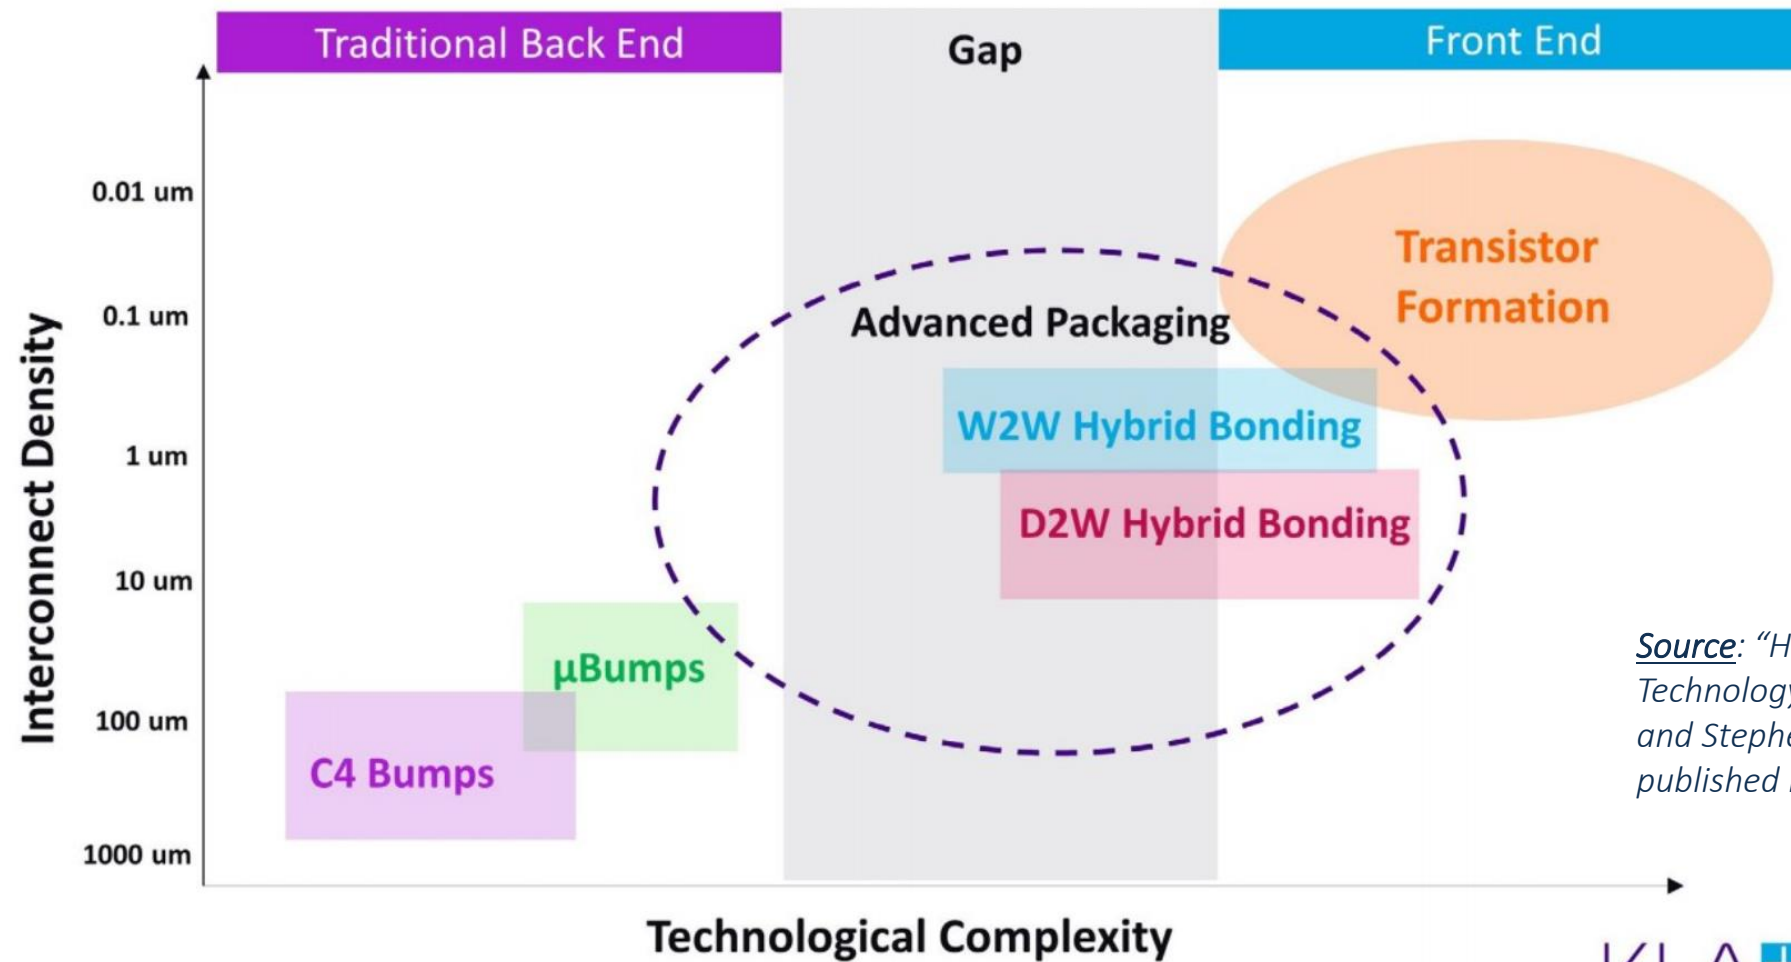 Traditional Back End
Gap
Front End
Interconnect Density
0.01 um
0.1 um
1 um
10 um
100 um
1000 um
Transistor
Formation
Advanced Packaging
W2W Hybrid Bonding
D2W Hybrid Bonding
µBumps
C4 Bumps
Source: “H
Technology
and Stephe
published
Technological Complexity